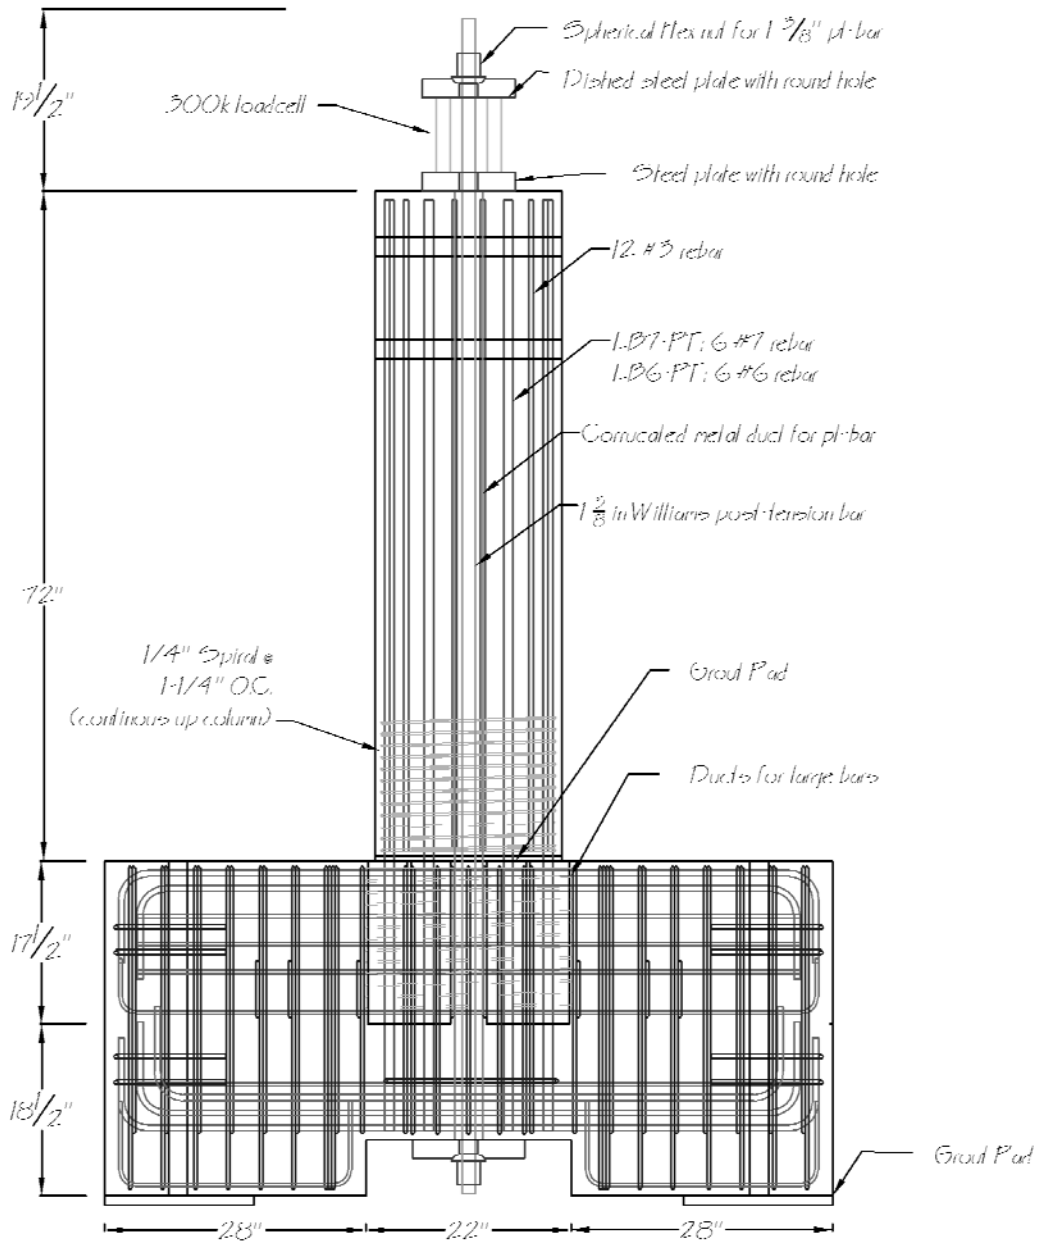 Spherical Hex nut for 1 3/8" pt-bar
Dished steel plate with round hole
19 1/2"
300k loadcell
Steel plate with round hole
12 #3 rebar
LB7-PT: 6 #7 rebar
LB6-PT: 6 #6 rebar
Corrucated metal duct for pt-bar
1 3/8 in Williams post-tension bar
72"
1/4" Spiral @
1-1/4" O.C.
(continous up column)
Grout Pad
Ducts for large bars
17 1/2"
18 1/2"
Grout Pad
28"
22"
28"